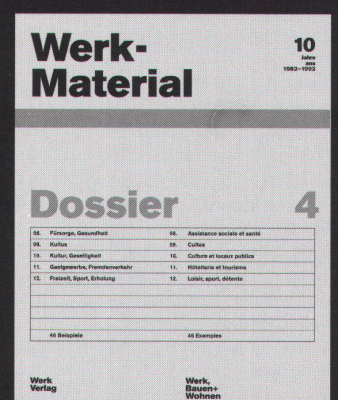 Werk-
Material
10
Jahre
ans
1982–1992
Dossier 4
08. Fürsorge, Gesundheit 08. Assistance sociale et santé
09. Kultus 09. Cultes
10. Kultur, Geselligkeit 10. Culture et locaux publics
11. Gastgewerbe, Fremdenverkehr 11. Hôtellerie et tourisme
12. Freizeit, Sport, Erholung 12. Loisir, sport, détente
46 Beispiele 46 Examples
Werk
Verlag
Werk,
Bauen+
Wohnen